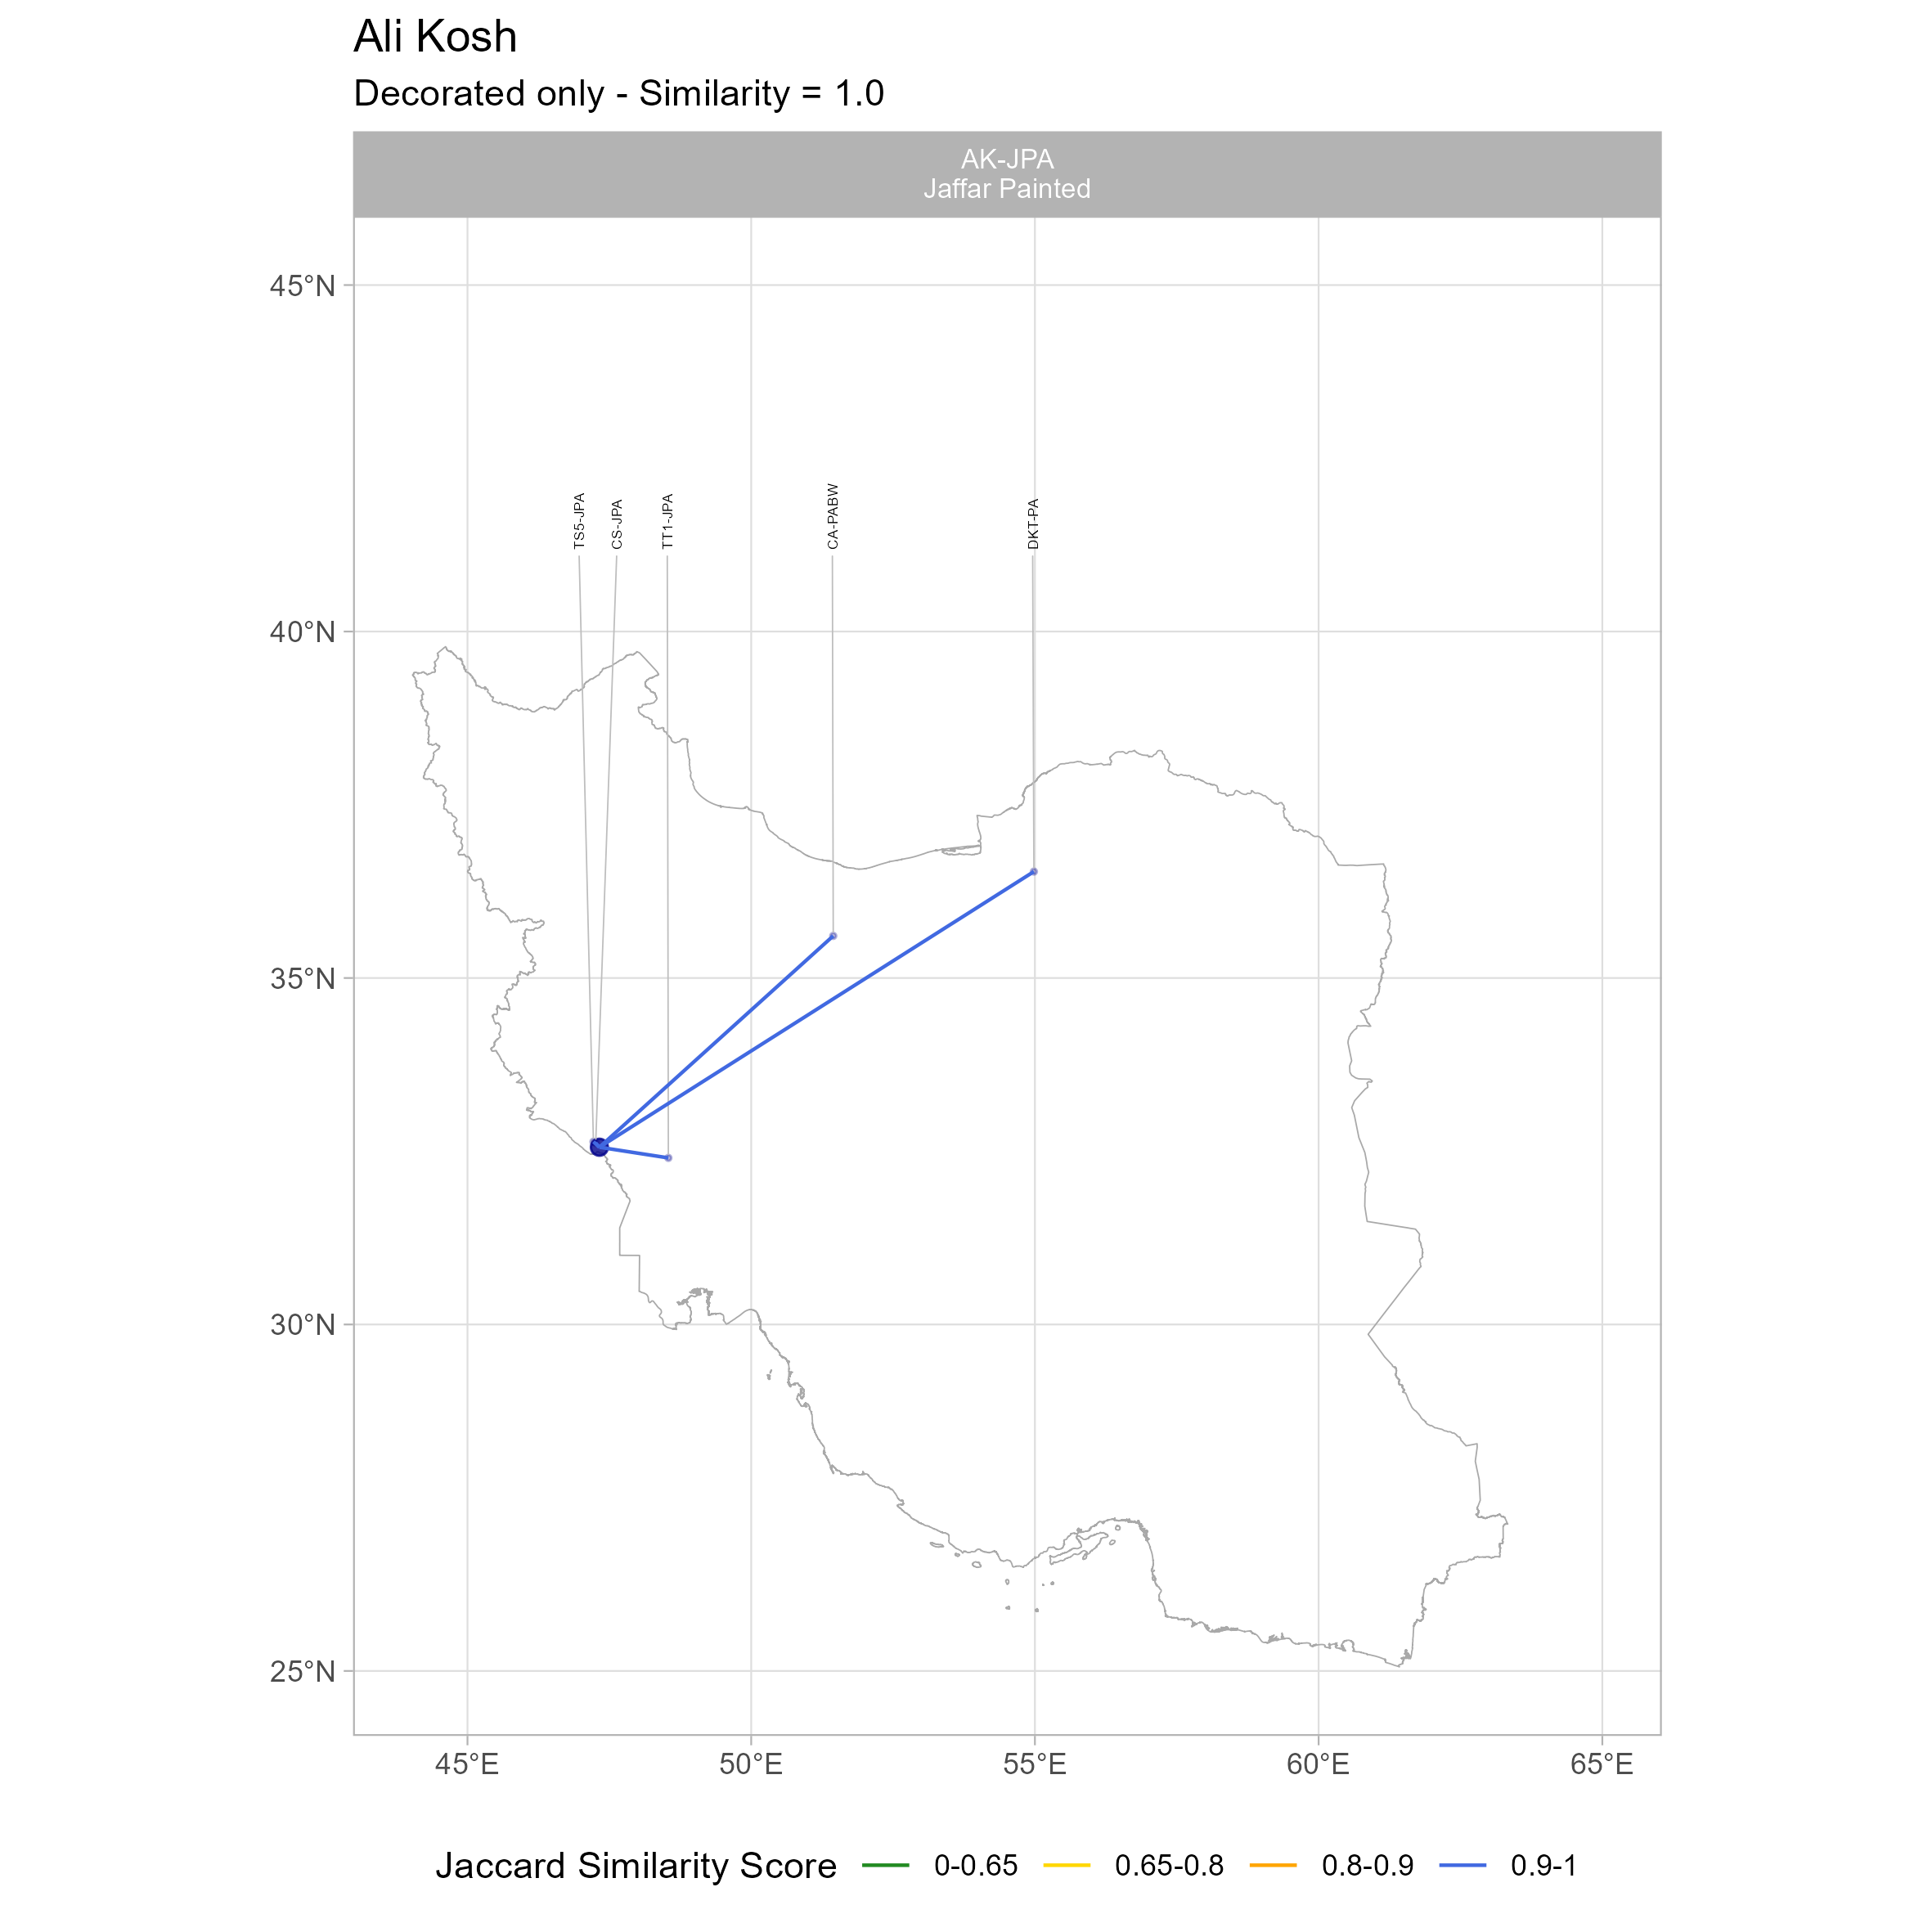 Ali Kosh
Decorated only - Similarity = 1.0
AK-JPA
Jaffar Painted
45°N
40°N
35°N
30°N
25°N
TS5-JPA
CS-JPA
TT1-JPA
CA-PABW
DKT-PA
45°E
50°E
55°E
60°E
65°E
Jaccard Similarity Score
0-0.65
0.65-0.8
0.8-0.9
0.9-1